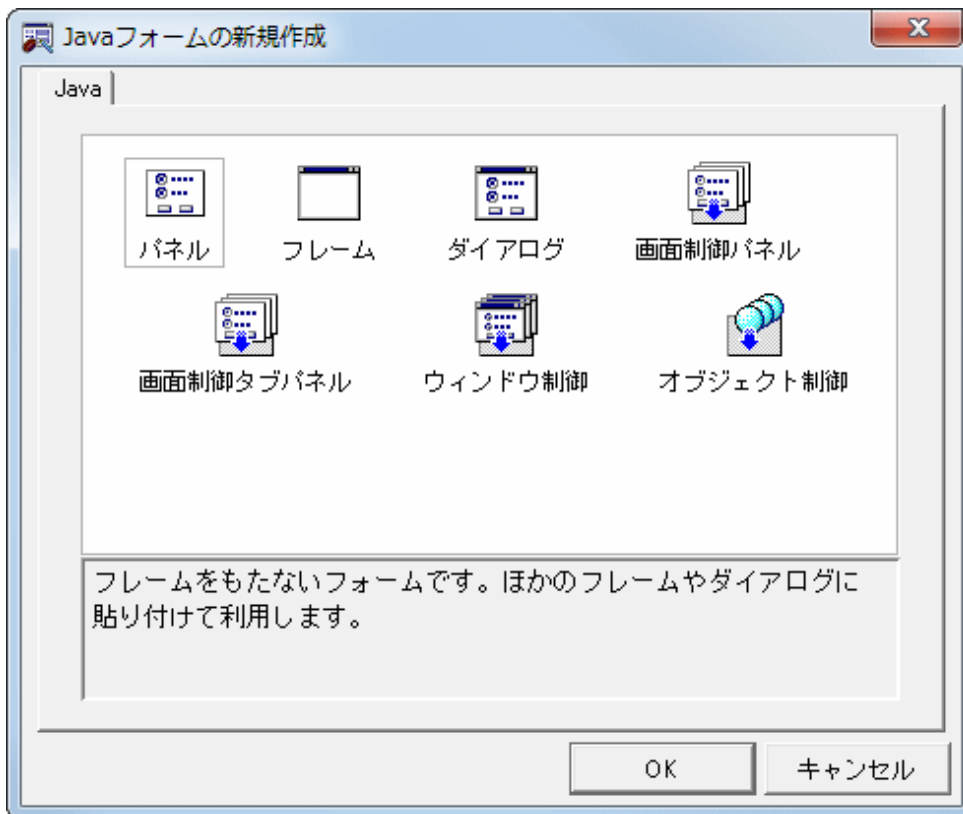 Javaフォームの新規作成
Java
パネル
フレーム
ダイアログ
画面制御パネル
画面制御タブパネル
ウィンドウ制御
オブジェクト制御
フレームをもたないフォームです。ほかのフレームやダイアログに
貼り付けて利用します。
OK
キャンセル